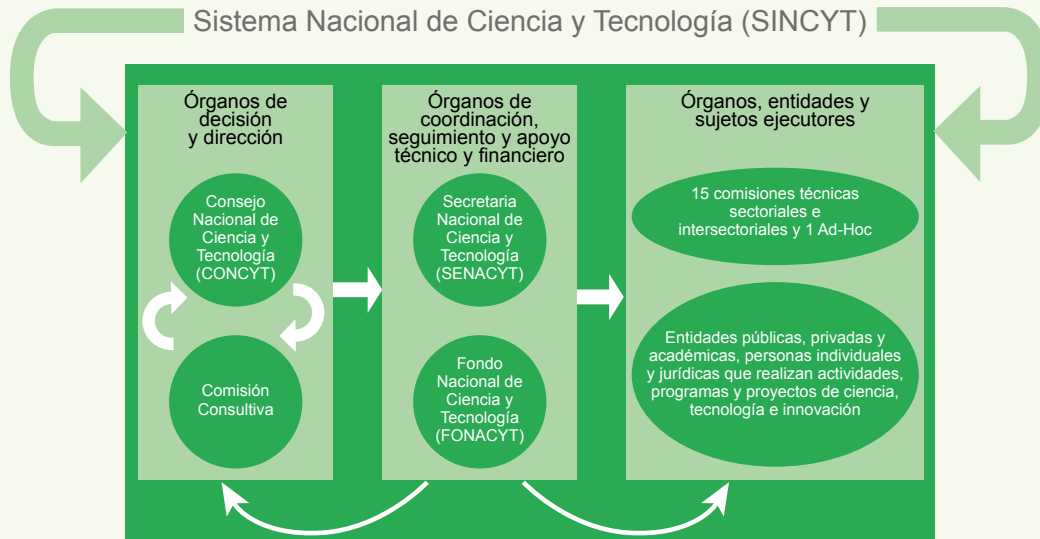 Sistema Nacional de Ciencia y Tecnología (SINCYT)
Órganos de
decisión
y dirección
Consejo
Nacional de
Ciencia y
Tecnología
(CONCYT)
Comisión
Consultiva
Órganos de
coordinación,
seguimiento y apoyo
técnico y financiero
Secretaria
Nacional de
Ciencia y
Tecnología
(SENACYT)
Fondo
Nacional de
Ciencia y
Tecnología
(FONACYT)
Órganos, entidades y
sujetos ejecutores
15 comisiones técnicas
sectoriales e
intersectoriales y 1 Ad-Hoc
Entidades públicas, privadas y
académicas, personas individuales
y jurídicas que realizan actividades,
programas y proyectos de ciencia,
tecnología e innovación